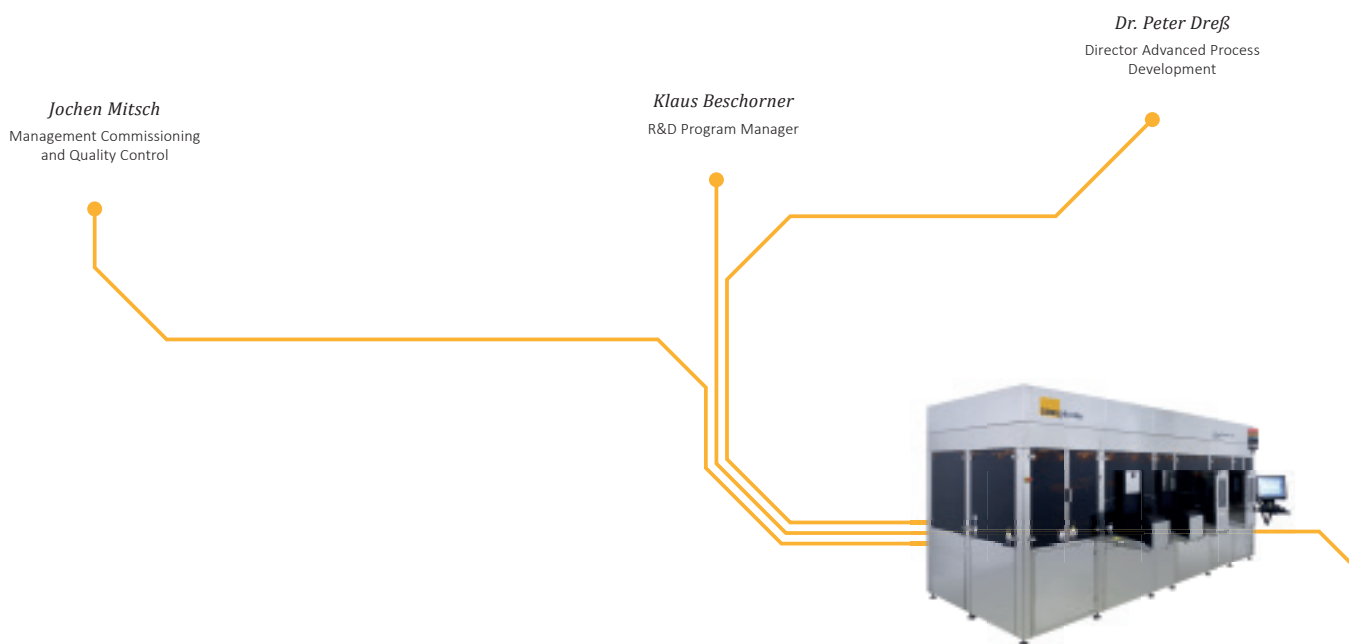 Dr. Peter Dreß
Director Advanced Process
Development
Jochen Mitsch
Management Commissioning
and Quality Control
Klaus Beschorner
R&D Program Manager